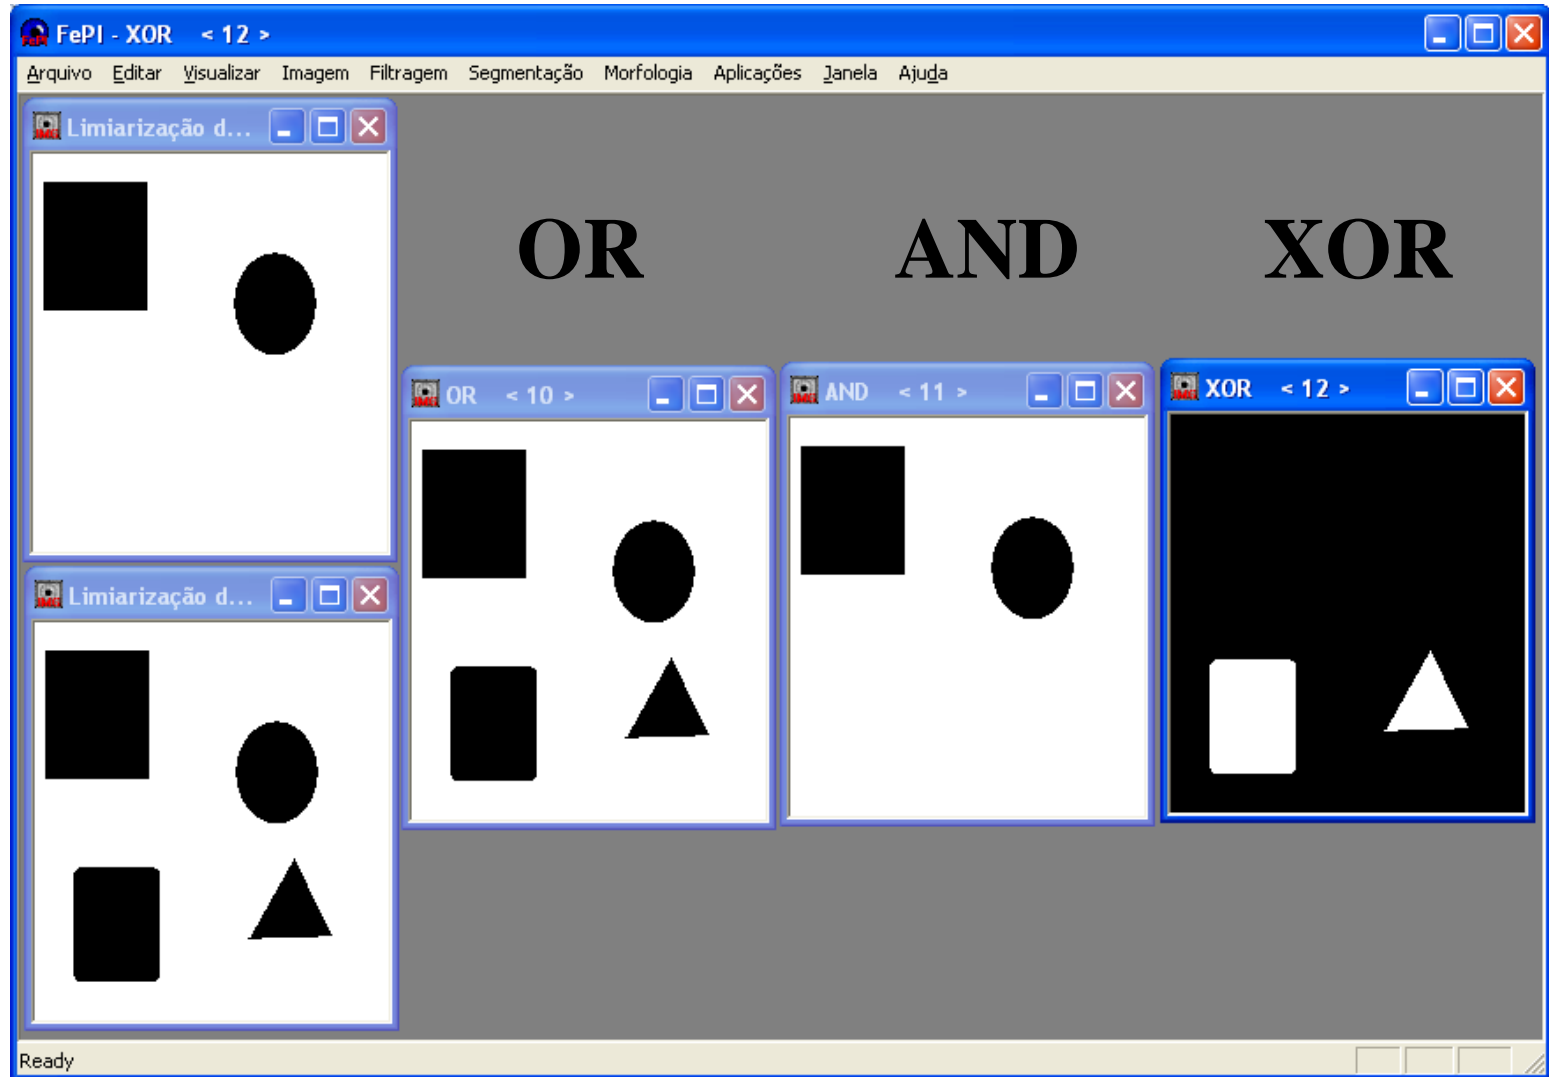 FePI - XOR < 12 >
Arquivo Editar Visualizar Imagem Filtragem Segmentação Morfologia Aplicações Janela Ajuda
Limiarização d...
OR AND XOR
OR < 10 >
AND < 11 >
XOR < 12 >
Limiarização d...
Ready